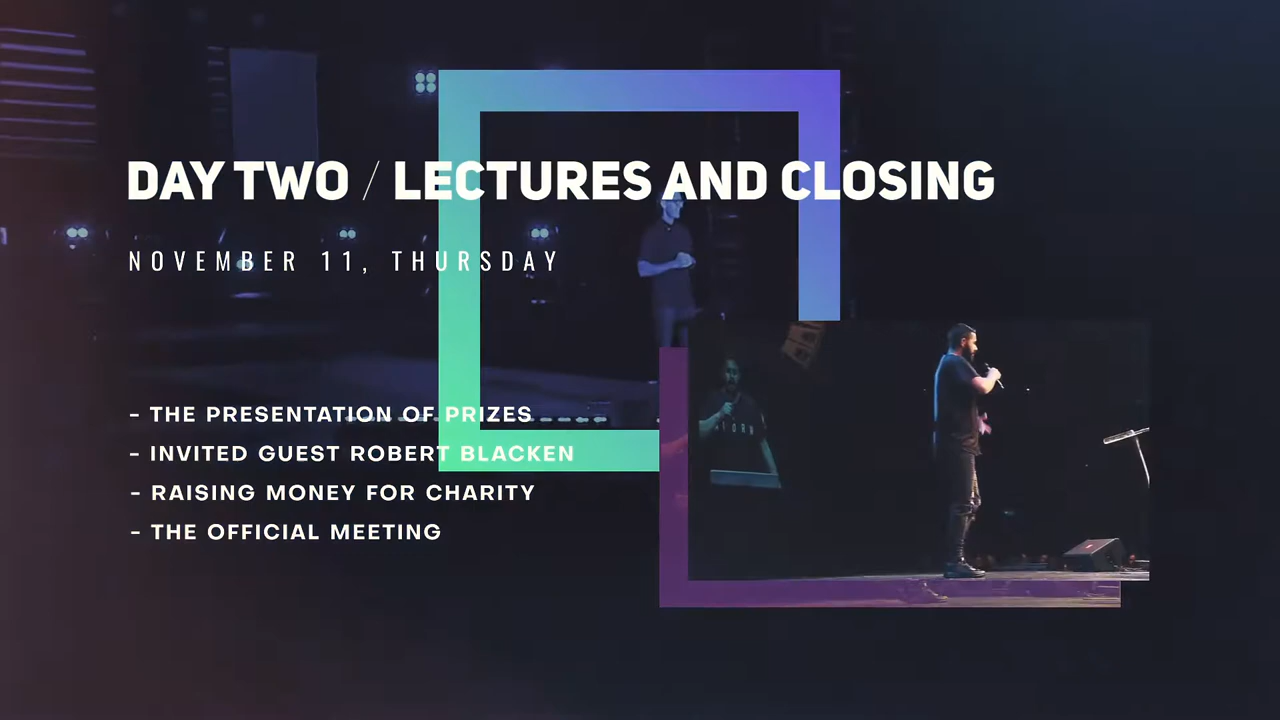 DAY TWO / LECTURES AND CLOSING
NOVEMBER 11, THURSDAY
- THE PRESENTATION OF PRIZES
- INVITED GUEST ROBERT BLACKEN
- RAISING MONEY FOR CHARITY
- THE OFFICIAL MEETING